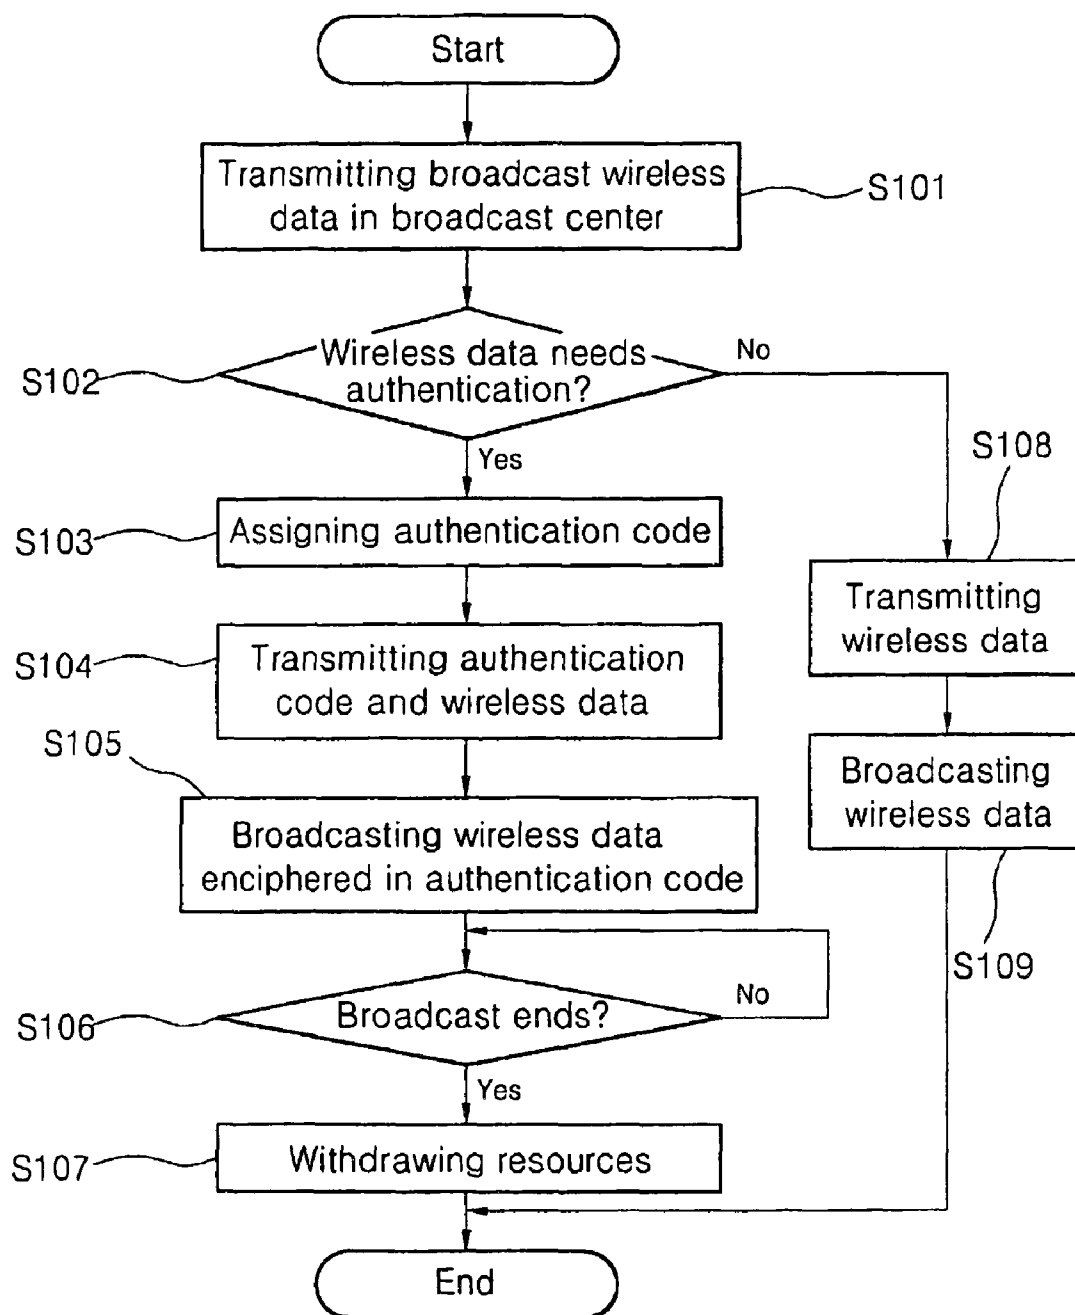 Start
Transmitting broadcast wireless
data in broadcast center
S101
Wireless data needs
authentication?
S102
No
Yes
Assigning authentication code
S103
S108
Transmitting
wireless data
Transmitting authentication
code and wireless data
S104
S105
Broadcasting
wireless data
S109
Broadcasting wireless data
enciphered in authentication code
Broadcast ends?
S106
No
Yes
Withdrawing resources
S107
End